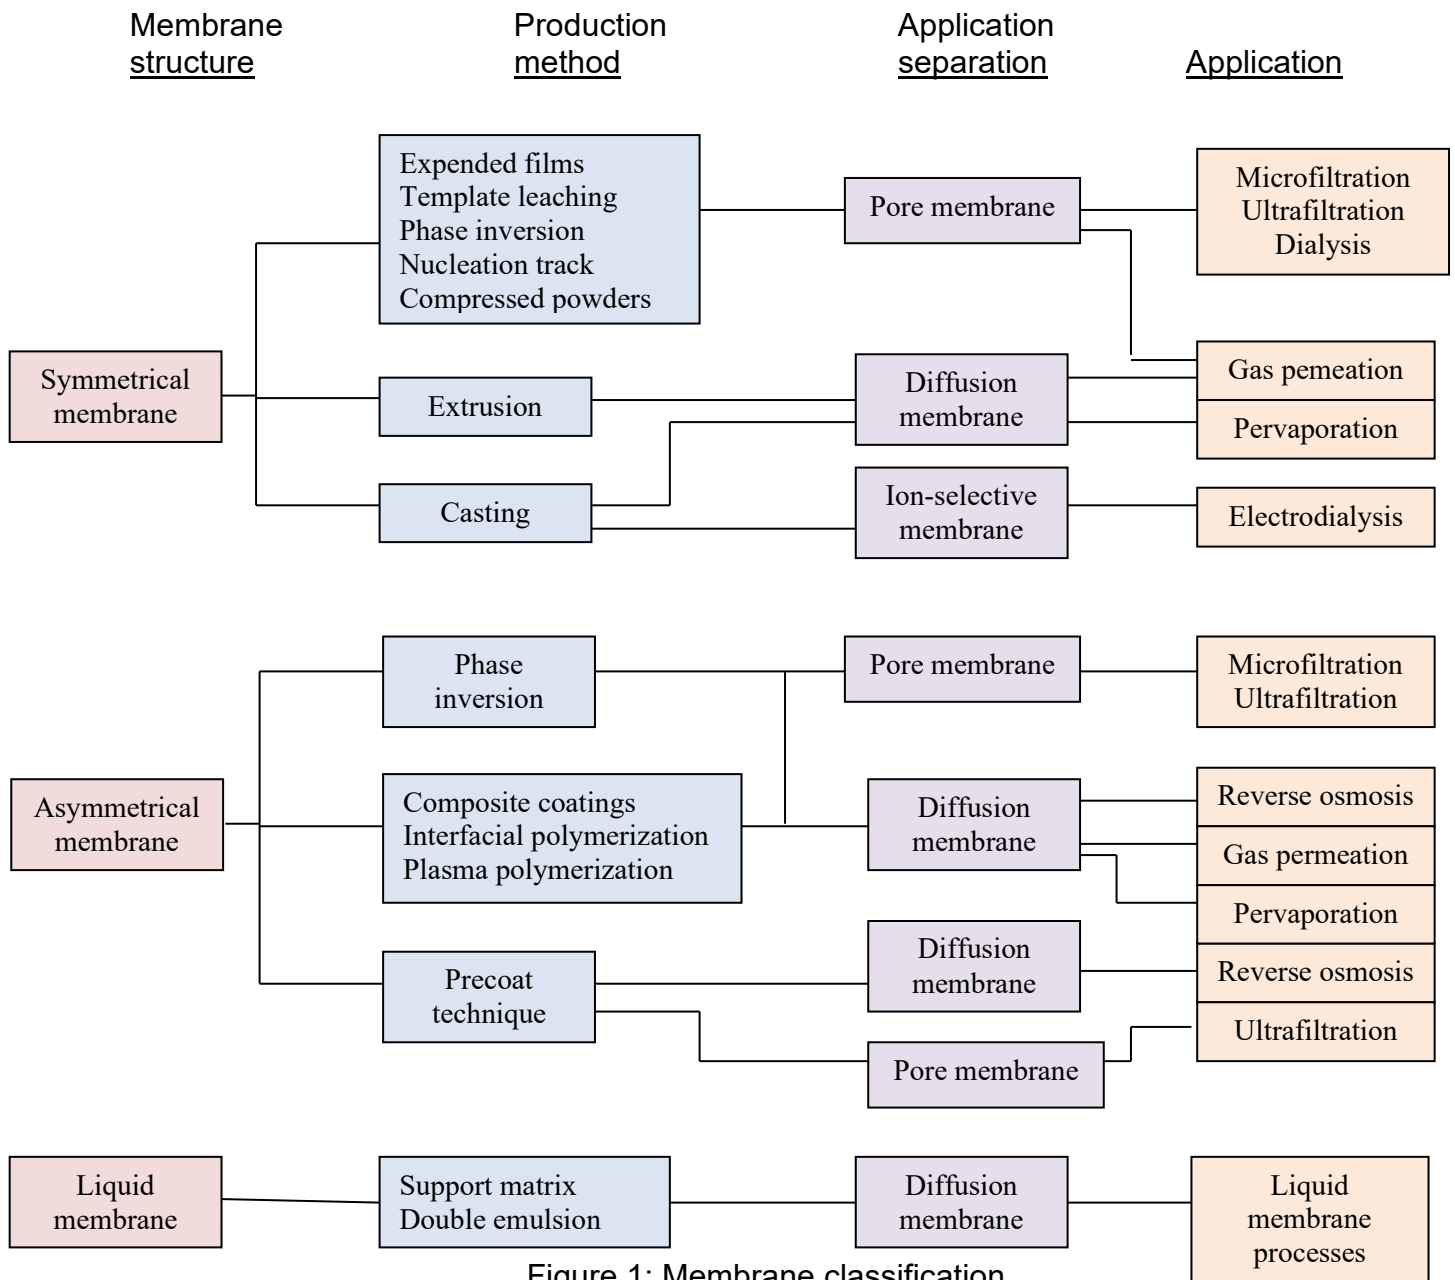 Membrane
structure
Production
method
Application
separation
Application
Expended films
Template leaching
Phase inversion
Nucleation track
Compressed powders
Pore membrane
Microfiltration
Ultrafiltration
Dialysis
Symmetrical
membrane
Extrusion
Diffusion
membrane
Gas pemeation
Pervaporation
Casting
Ion-selective
membrane
Electrodialysis
Phase
inversion
Pore membrane
Microfiltration
Ultrafiltration
Asymmetrical
membrane
Composite coatings
Interfacial polymerization
Plasma polymerization
Diffusion
membrane
Reverse osmosis
Gas permeation
Pervaporation
Precoat
technique
Diffusion
membrane
Reverse osmosis
Pore membrane
Ultrafiltration
Liquid
membrane
Support matrix
Double emulsion
Diffusion
membrane
Liquid
membrane
processes
Figure 1: Membrane classification